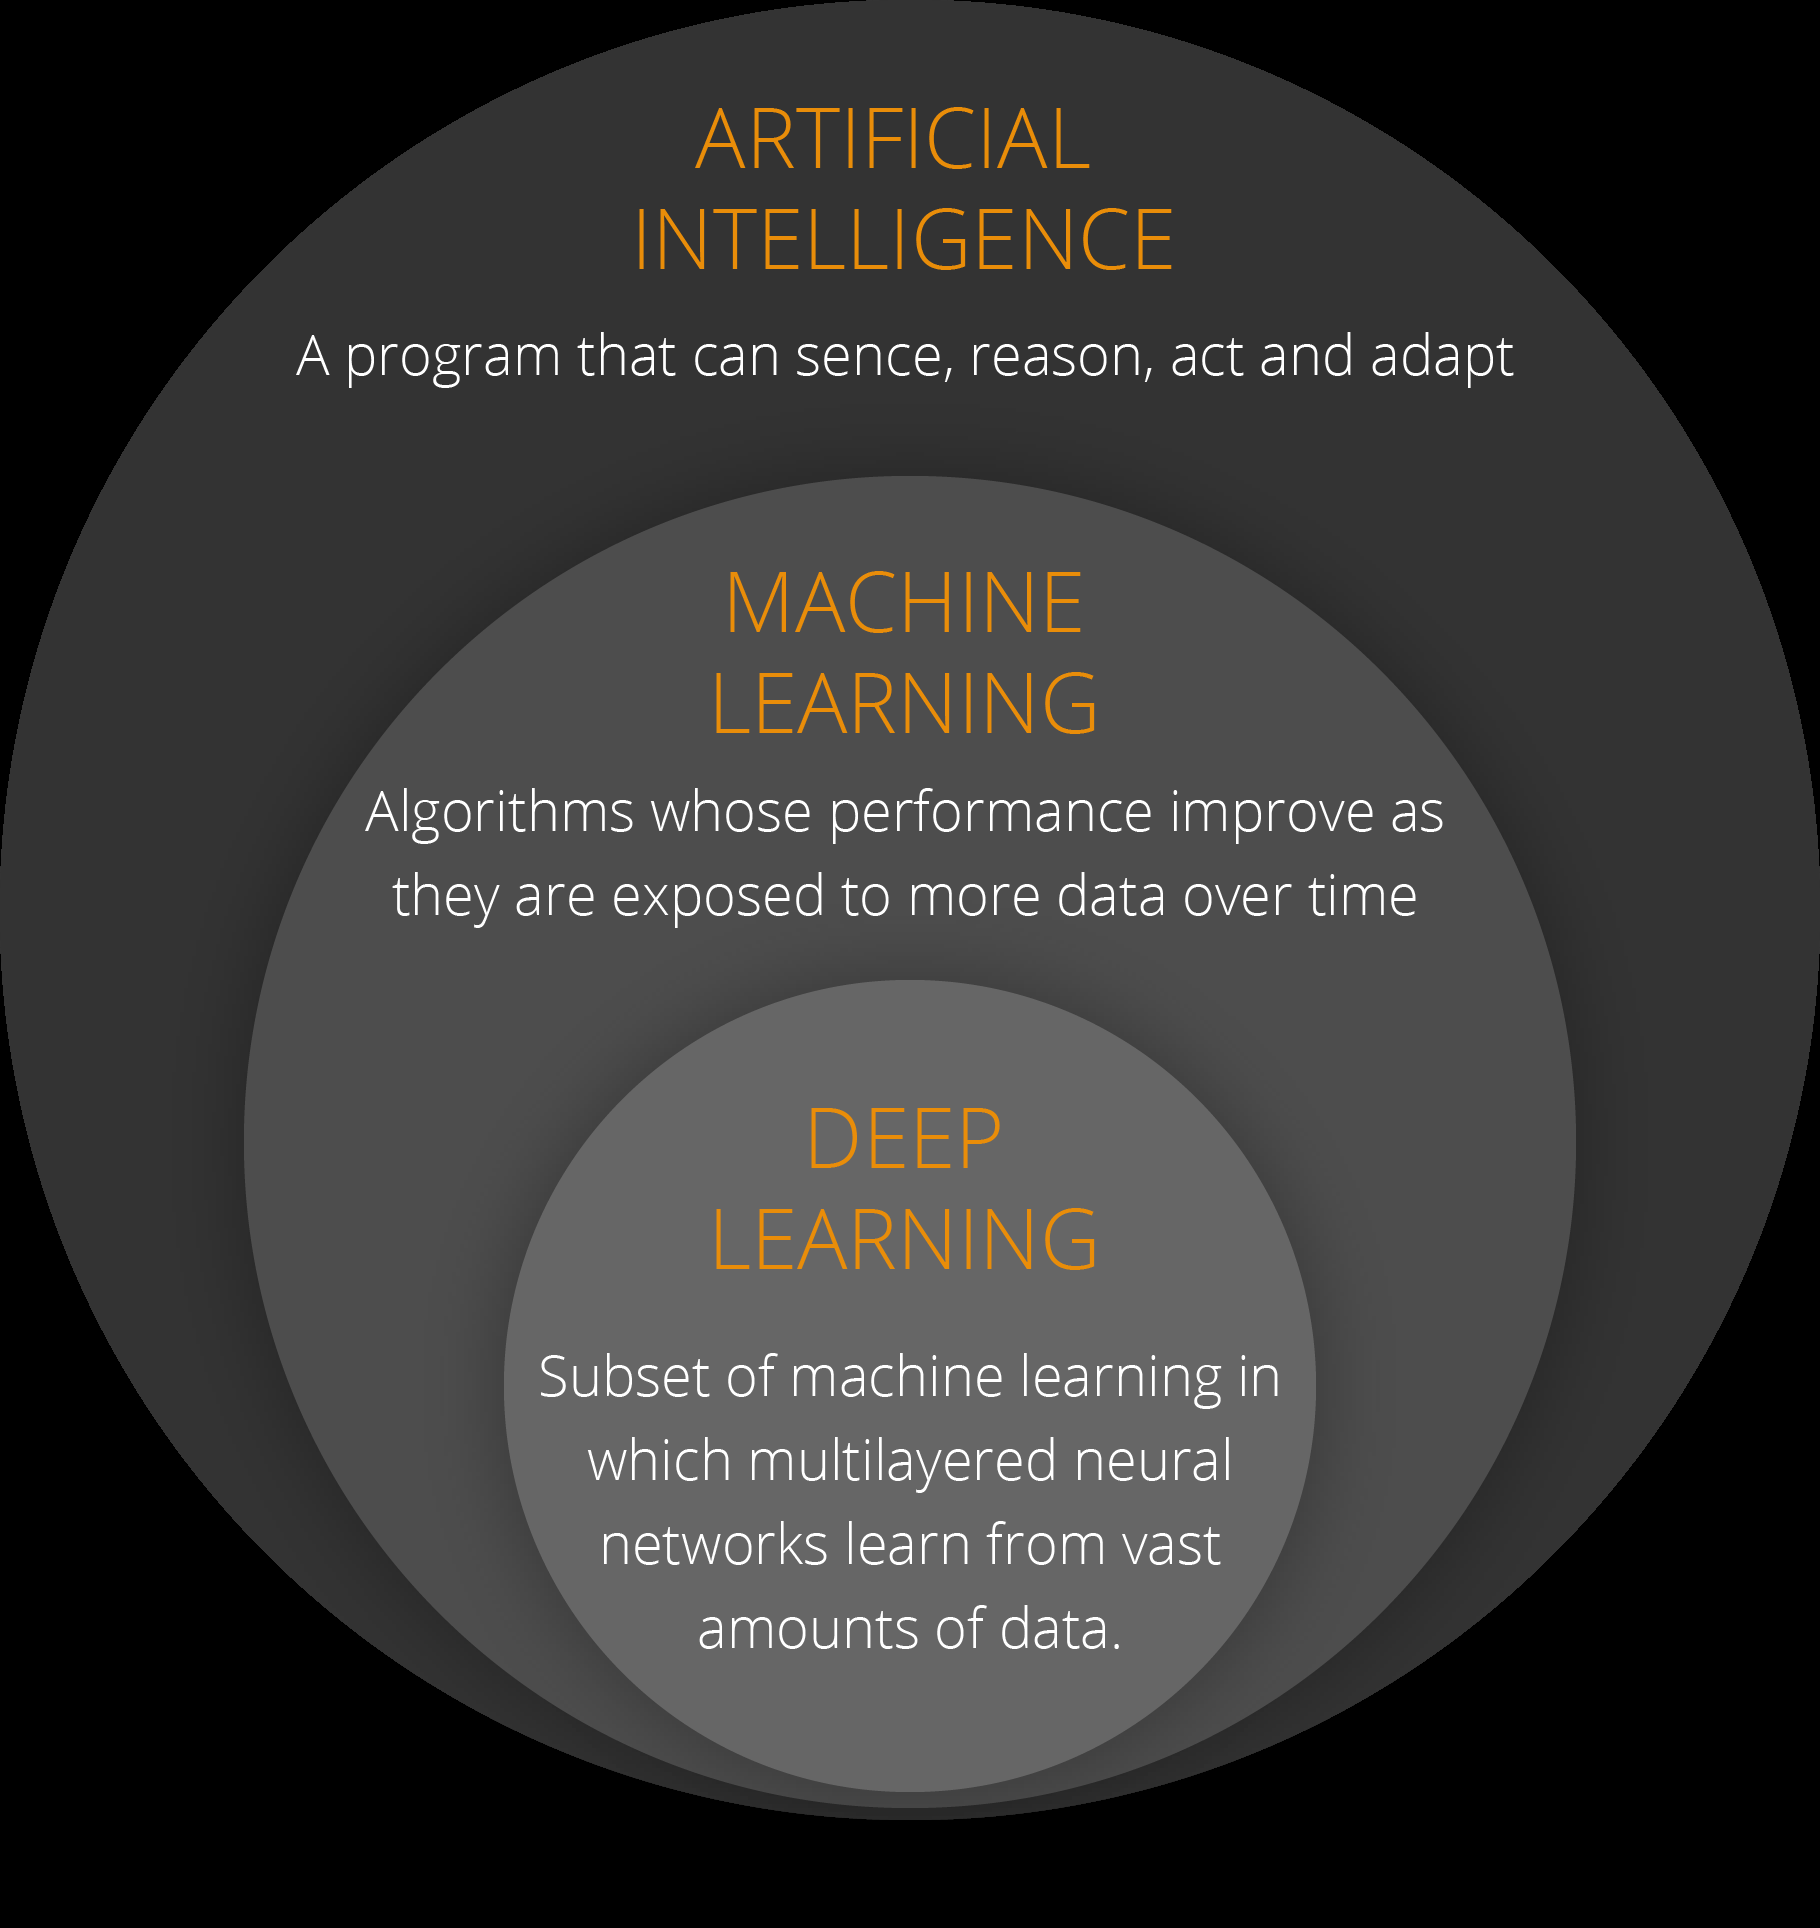 ARTIFICIAL
INTELLIGENCE
A program that can sence, reason, act and adapt
MACHINE
LEARNING
Algorithms whose performance improve as
they are exposed to more data over time
DEEP
LEARNING
Subset of machine learning in
which multilayered neural
networks learn from vast
amounts of data.